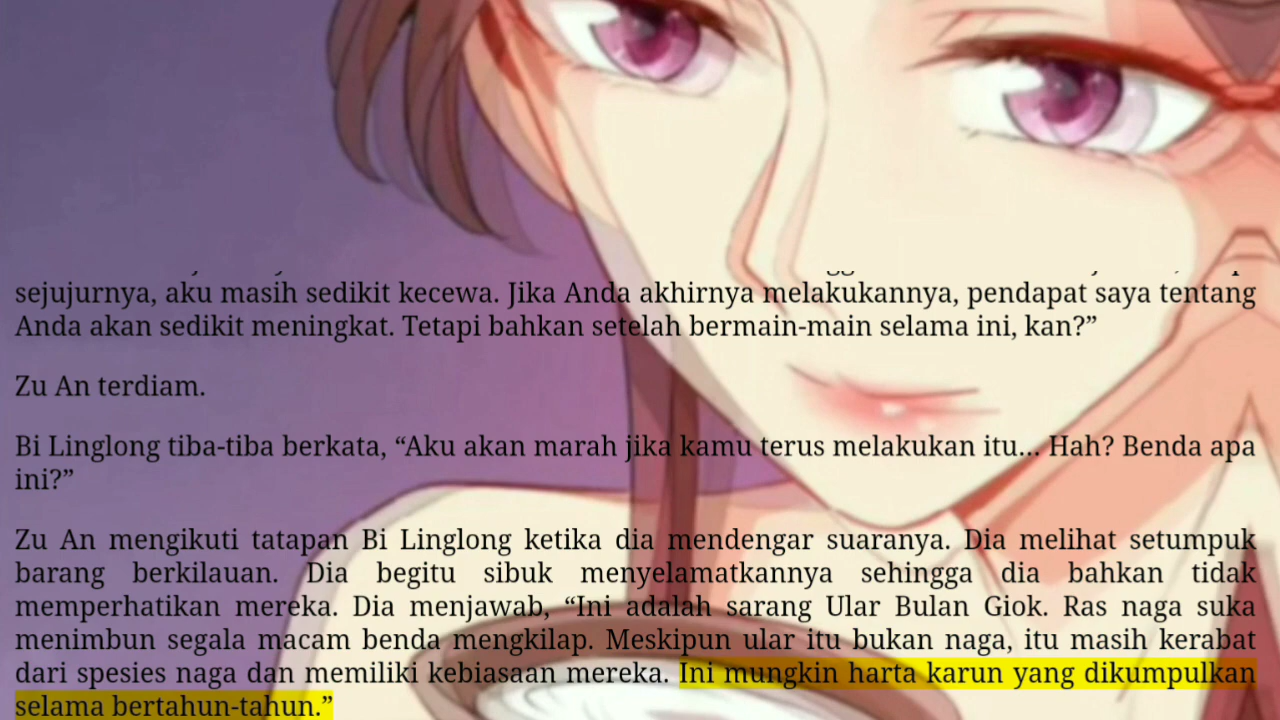 sejujurnya, aku masih sedikit kecewa. Jika Anda akhirnya melakukannya, pendapat saya tentang
Anda akan sedikit meningkat. Tetapi bahkan setelah bermain-main selama ini, kan?”
Zu An terdiam.
Bi Linglong tiba-tiba berkata, “Aku akan marah jika kamu terus melakukan itu... Hah? Benda apa
ini?”
Zu An mengikuti tatapan Bi Linglong ketika dia mendengar suaranya. Dia melihat setumpuk
barang berkilauan. Dia begitu sibuk menyelamatkannya sehingga dia bahkan tidak
memperhatikan mereka. Dia menjawab, “Ini adalah sarang Ular Bulan Giok. Ras naga suka
menimbun segala macam benda mengkilap. Meskipun ular itu bukan naga, itu masih kerabat
dari spesies naga dan memiliki kebiasaan mereka. Ini mungkin harta karun yang dikumpulkan
selama bertahun-tahun.”